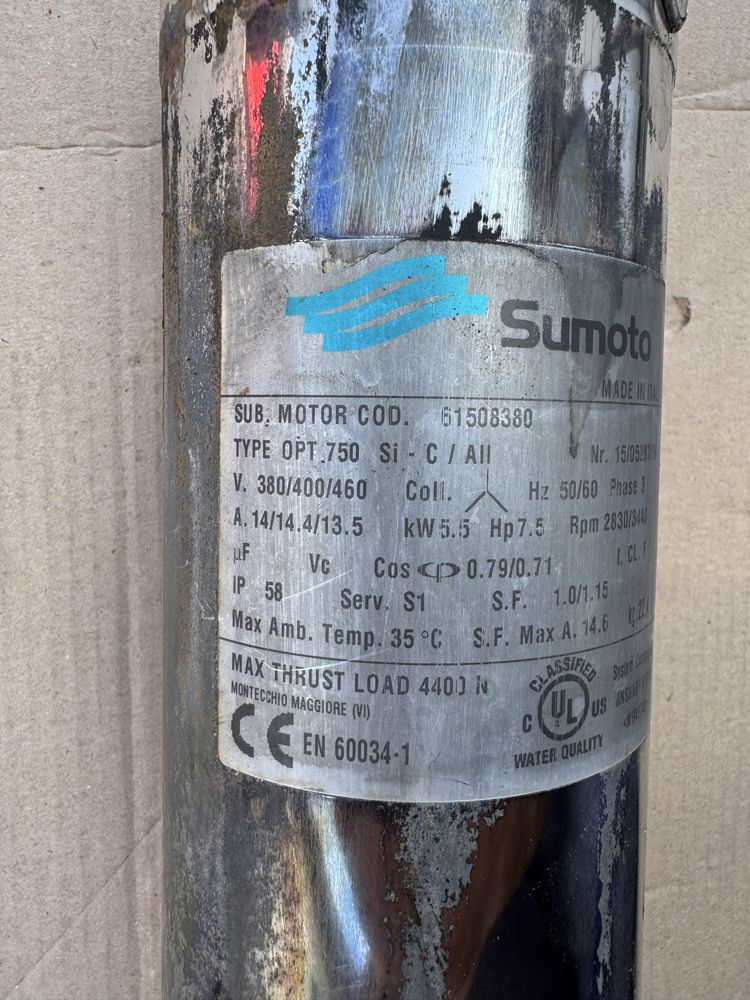 Sumoto
MADE IN
SUB. MOTOR COD. 61508380
TYPE OPT.750 Si - C / All Nr.
V. 380/400/460 Coll. Hz 50/60 Phase 3
A. 14/14.4/13.5 kW 5.5 Hp 7.5 Rpm 2830/3440
µF Vc Cos φ 0.79/0.71 I. CL. F
IP 58 Serv. S1 S.F. 1.0/1.15
Max Amb. Temp. 35 °C S.F. Max A. 14.6 kg.
MAX THRUST LOAD 4400 N
MONTECCHIO MAGGIORE (VI)
CE EN 60034-1
CLASSIFIED
C UL US
WATER QUALITY
System